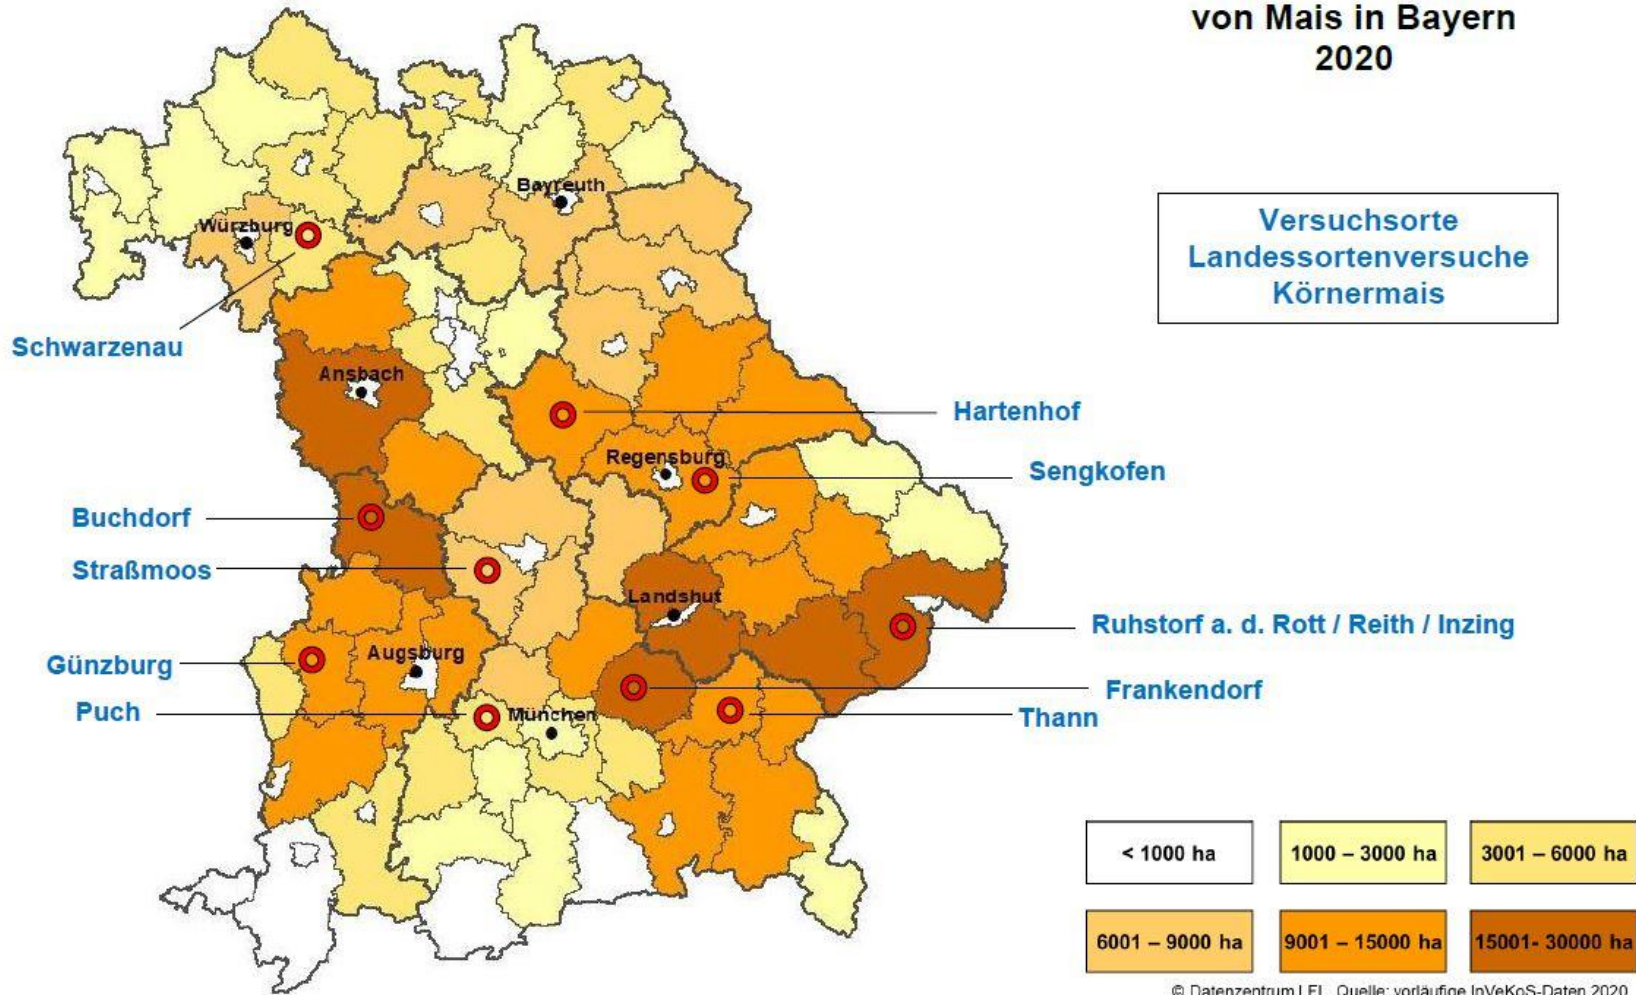 von Mais in Bayern
2020
Versuchsorte
Landessortenversuche
Körnermais
Bayreuth
Würzburg
Schwarzenau
Ansbach
Hartenhof
Regensburg
Sengkofen
Buchdorf
Straßmoos
Landshut
Ruhstorf a. d. Rott / Reith / Inzing
Günzburg
Augsburg
Frankendorf
Puch
München
Thann
< 1000 ha
1000 – 3000 ha
3001 – 6000 ha
6001 – 9000 ha
9001 – 15000 ha
15001- 30000 ha
© Datenzentrum LFL, Quelle: vorläufige InVeKoS-Daten 2020